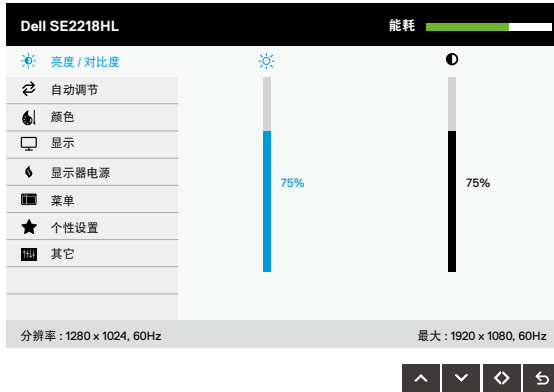 Dell SE2218HL 能耗
亮度 / 对比度
自动调节
颜色
显示
显示器电源
75% 75%
菜单
个性设置
其它
分辨率 : 1280 x 1024, 60Hz 最大 : 1920 x 1080, 60Hz